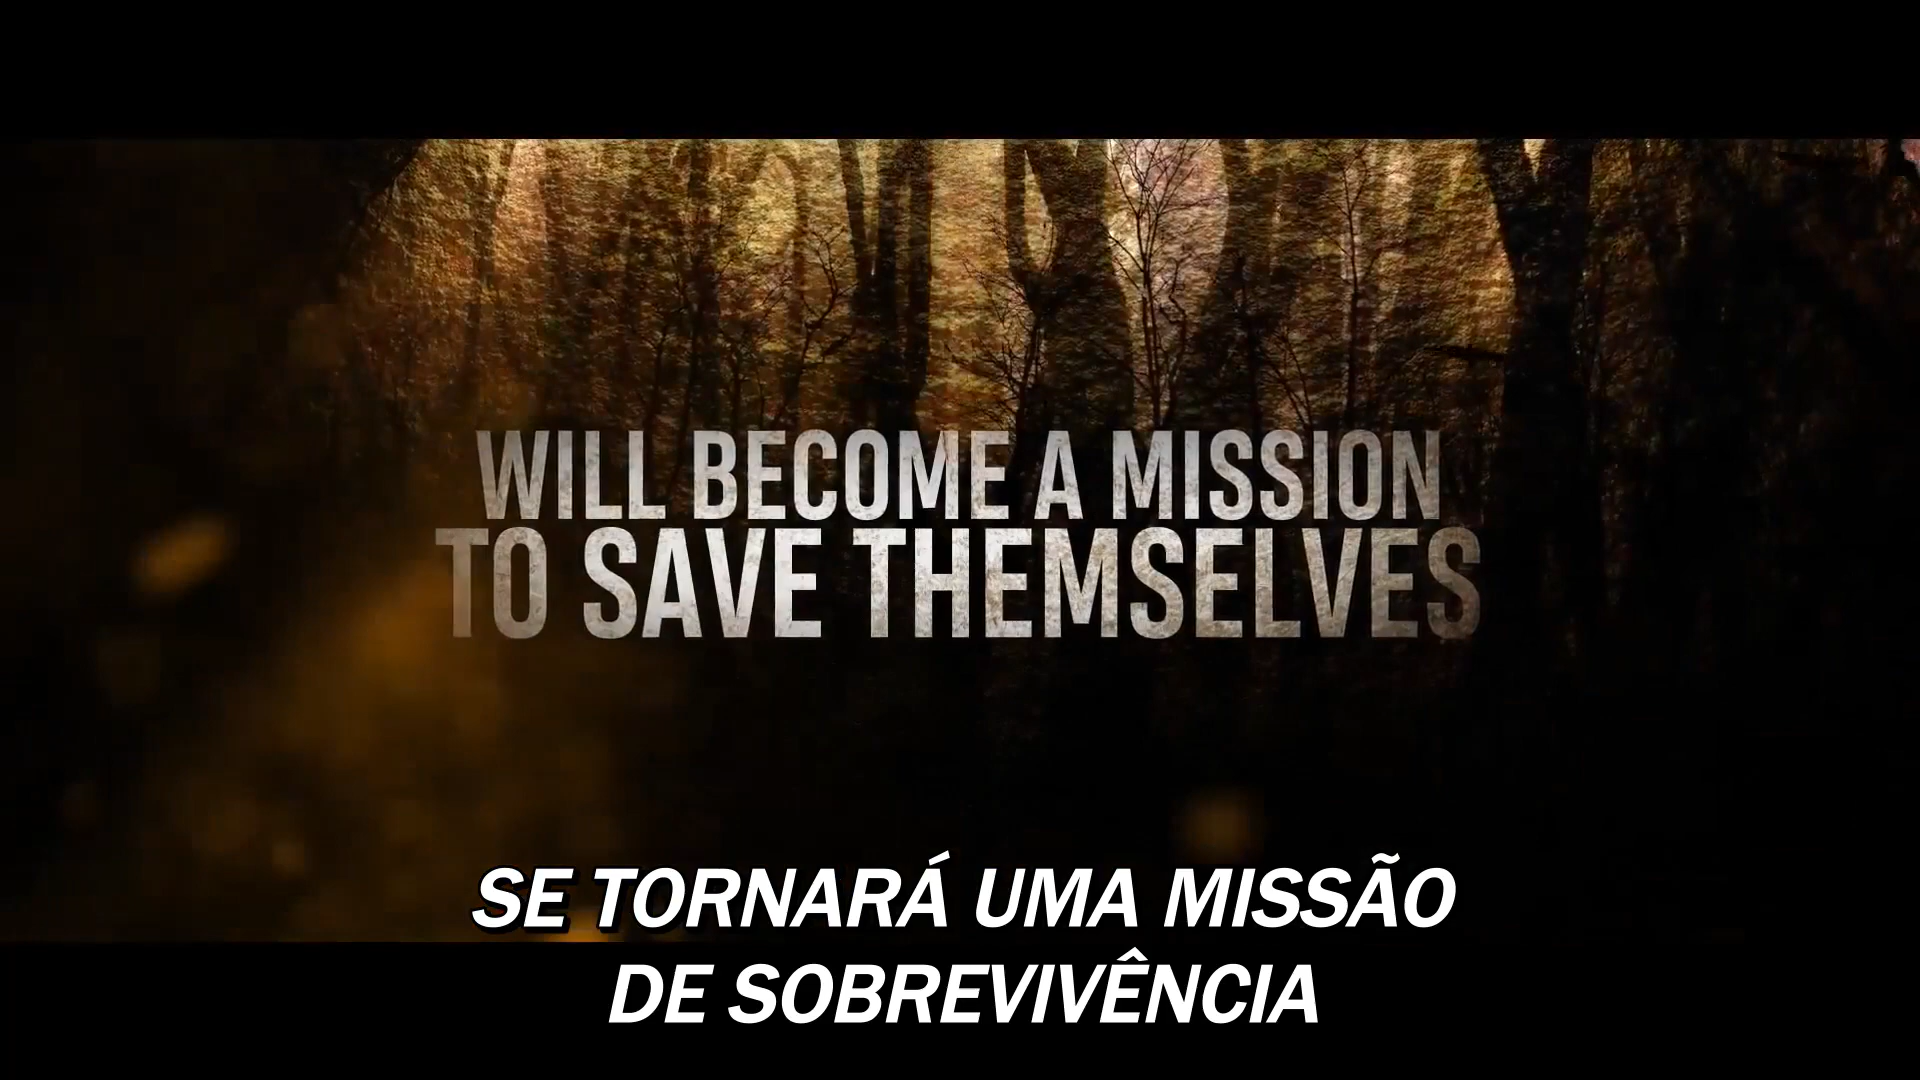 WILL BECOME A MISSION
TO SAVE THEMSELVES
SE TORNARÁ UMA MISSÃO
DE SOBREVIVÊNCIA